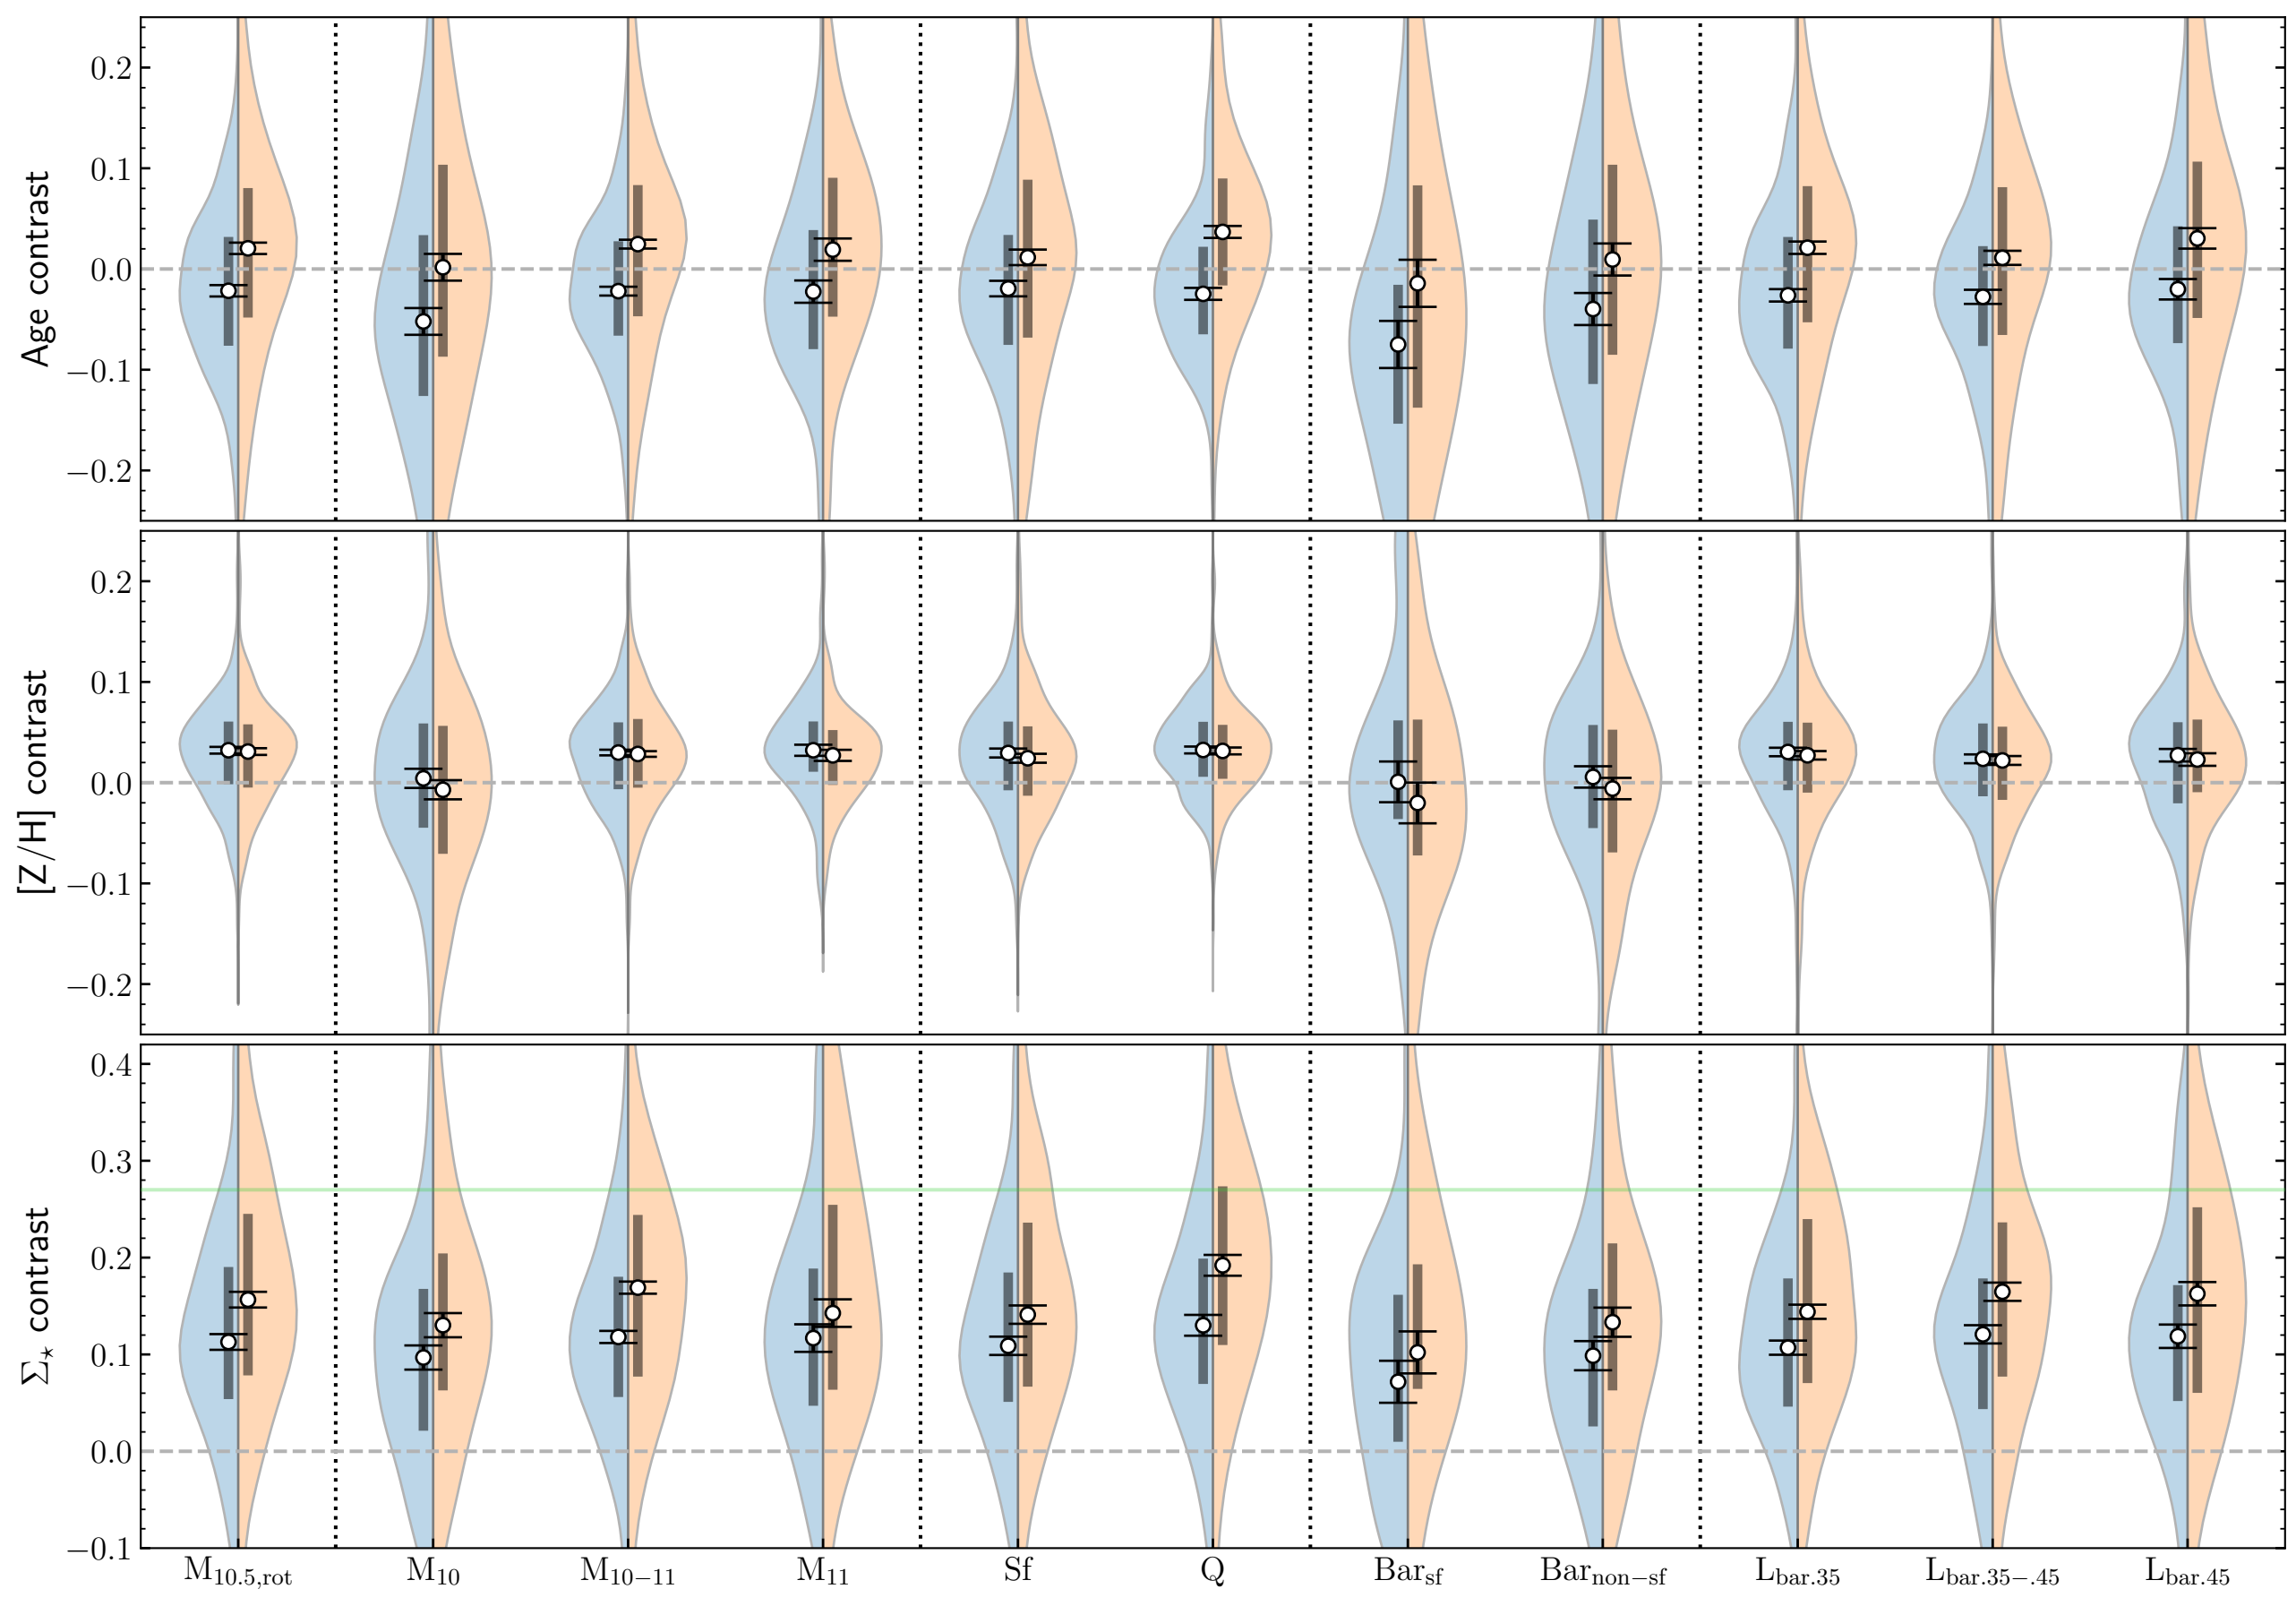 Age contrast
0.2
0.1
0.0
−0.1
−0.2
[Z/H] contrast
0.2
0.1
0.0
−0.1
−0.2
Σ⋆ contrast
0.4
0.3
0.2
0.1
0.0
−0.1
M10.5,rot
M10
M10−11
M11
Sf
Q
Barsf
Barnon−sf
Lbar.35
Lbar.35−.45
Lbar.45